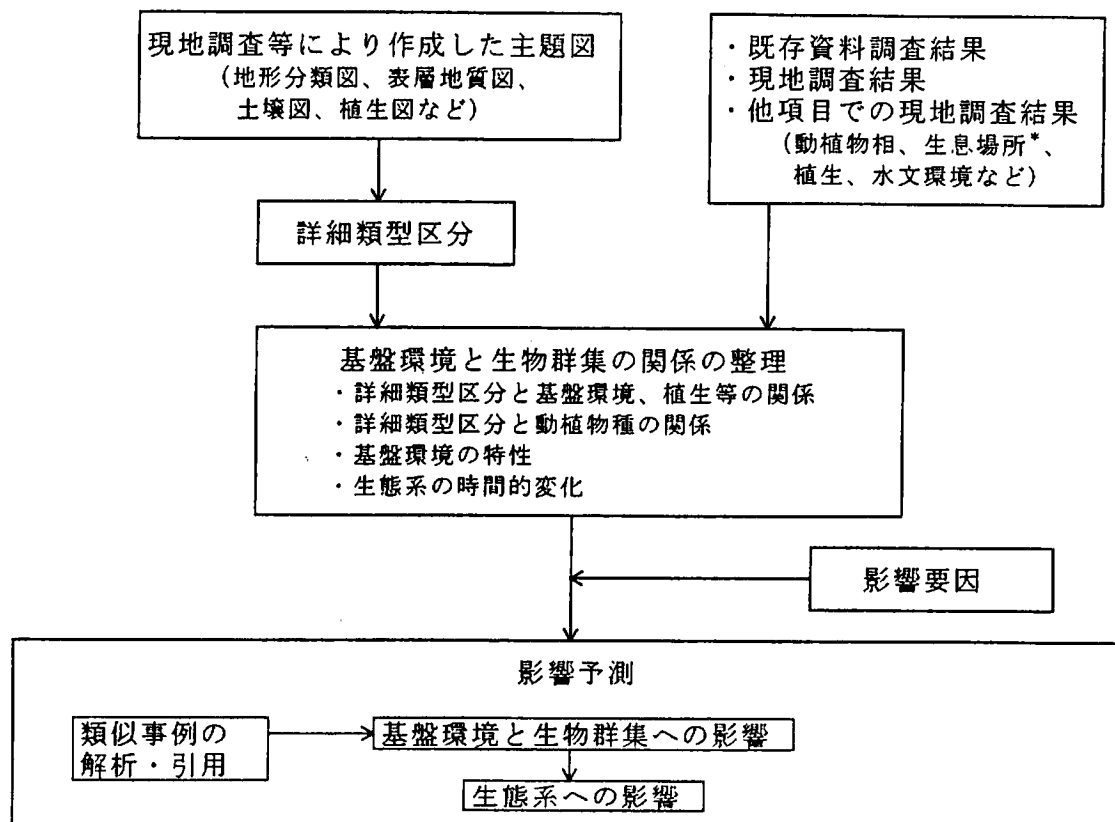 現地調査等により作成した主題図
(地形分類図、表層地質図、
土壌図、植生図など)
・既存資料調査結果
・現地調査結果
・他項目での現地調査結果
(動植物相、生息場所*、
植生、水文環境など)
詳細類型区分
基盤環境と生物群集の関係の整理
・詳細類型区分と基盤環境、植生等の関係
・詳細類型区分と動植物種の関係
・基盤環境の特性
・生態系の時間的変化
影響要因
影響予測
類似事例の
解析・引用
基盤環境と生物群集への影響
生態系への影響